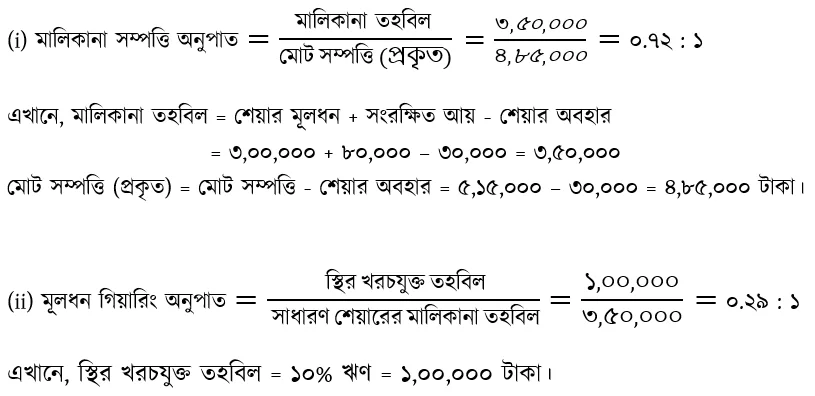 (i) মালিকানা সম্পত্তি অনুপাত = মালিকানা তহবিল / মোট সম্পত্তি (প্রকৃত) = ৩,৫০,০০০ / ৪,৮৫,০০০ = ০.৭২ : ১
এখানে, মালিকানা তহবিল = শেয়ার মূলধন + সংরক্ষিত আয় - শেয়ার অবহার
= ৩,০০,০০০ + ৮০,০০০ – ৩০,০০০ = ৩,৫০,০০০
মোট সম্পত্তি (প্রকৃত) = মোট সম্পত্তি - শেয়ার অবহার = ৫,১৫,০০০ – ৩০,০০০ = ৪,৮৫,০০০ টাকা।
(ii) মূলধন গিয়ারিং অনুপাত = স্থির খরচযুক্ত তহবিল / সাধারণ শেয়ারের মালিকানা তহবিল = ১,০০,০০০ / ৩,৫০,০০০ = ০.২৯ : ১
এখানে, স্থির খরচযুক্ত তহবিল = ১০% ঋণ = ১,০০,০০০ টাকা।